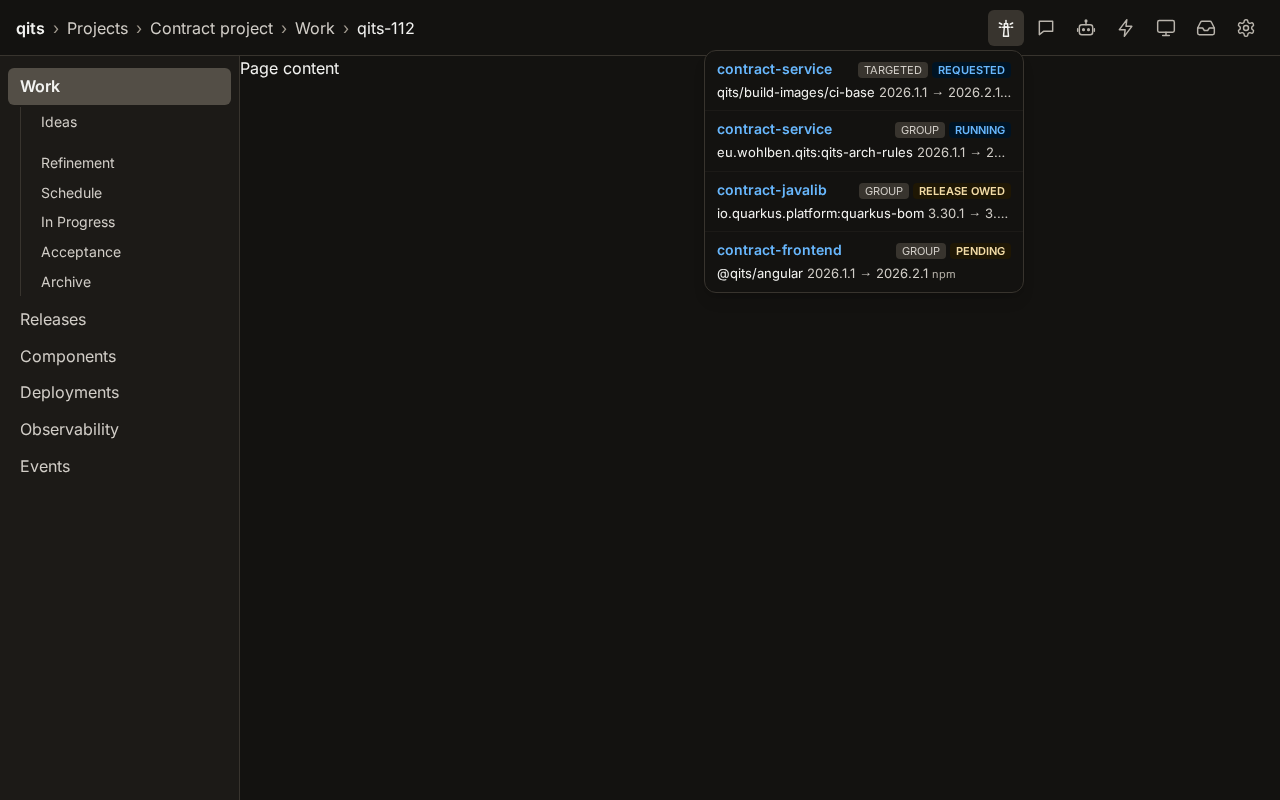 qits › Projects › Contract project › Work › qits-112
Work
Ideas
Refinement
Schedule
In Progress
Acceptance
Archive
Releases
Components
Deployments
Observability
Events
Page content
contract-service TARGETED REQUESTED
qits/build-images/ci-base 2026.1.1 → 2026.2.1…
contract-service GROUP RUNNING
eu.wohlben.qits:qits-arch-rules 2026.1.1 → 2…
contract-javalib GROUP RELEASE OWED
io.quarkus.platform:quarkus-bom 3.30.1 → 3.…
contract-frontend GROUP PENDING
@qits/angular 2026.1.1 → 2026.2.1 npm